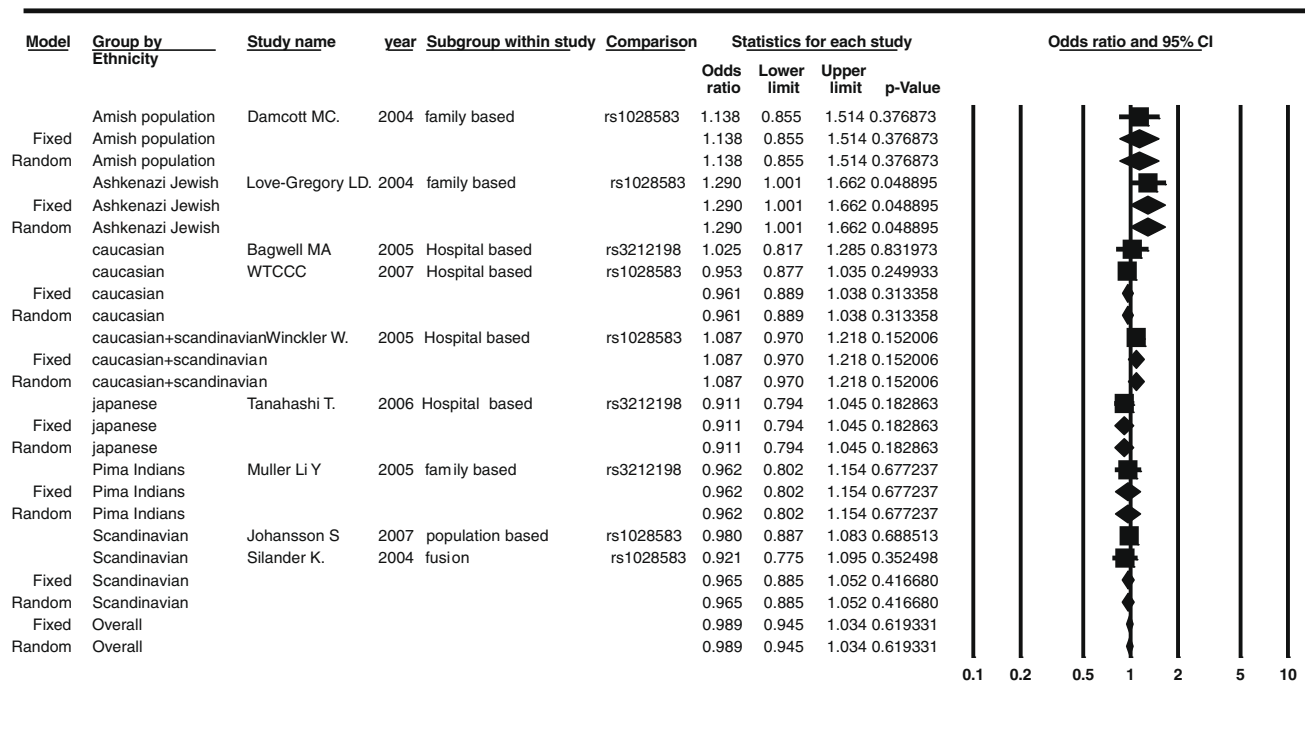 Model Group by Study name year Subgroup within study Comparison Statistics for each study Odds ratio and 95% CI
Ethnicity
Odds Lower Upper
ratio limit limit p-Value
Amish population Damcott MC. 2004 family based rs1028583 1.138 0.855 1.514 0.376873
Fixed Amish population 1.138 0.855 1.514 0.376873
Random Amish population 1.138 0.855 1.514 0.376873
Ashkenazi Jewish Love-Gregory LD. 2004 family based rs1028583 1.290 1.001 1.662 0.048895
Fixed Ashkenazi Jewish 1.290 1.001 1.662 0.048895
Random Ashkenazi Jewish 1.290 1.001 1.662 0.048895
caucasian Bagwell MA 2005 Hospital based rs3212198 1.025 0.817 1.285 0.831973
caucasian WTCCC 2007 Hospital based rs1028583 0.953 0.877 1.035 0.249933
Fixed caucasian 0.961 0.889 1.038 0.313358
Random caucasian 0.961 0.889 1.038 0.313358
caucasian+scandinavianWinckler W. 2005 Hospital based rs1028583 1.087 0.970 1.218 0.152006
Fixed caucasian+scandinavian 1.087 0.970 1.218 0.152006
Random caucasian+scandinavian 1.087 0.970 1.218 0.152006
japanese Tanahashi T. 2006 Hospital based rs3212198 0.911 0.794 1.045 0.182863
Fixed japanese 0.911 0.794 1.045 0.182863
Random japanese 0.911 0.794 1.045 0.182863
Pima Indians Muller Li Y 2005 family based rs3212198 0.962 0.802 1.154 0.677237
Fixed Pima Indians 0.962 0.802 1.154 0.677237
Random Pima Indians 0.962 0.802 1.154 0.677237
Scandinavian Johansson S 2007 population based rs1028583 0.980 0.887 1.083 0.688513
Scandinavian Silander K. 2004 fusion rs1028583 0.921 0.775 1.095 0.352498
Fixed Scandinavian 0.965 0.885 1.052 0.416680
Random Scandinavian 0.965 0.885 1.052 0.416680
Fixed Overall 0.989 0.945 1.034 0.619331
Random Overall 0.989 0.945 1.034 0.619331
0.1 0.2 0.5 1 2 5 10